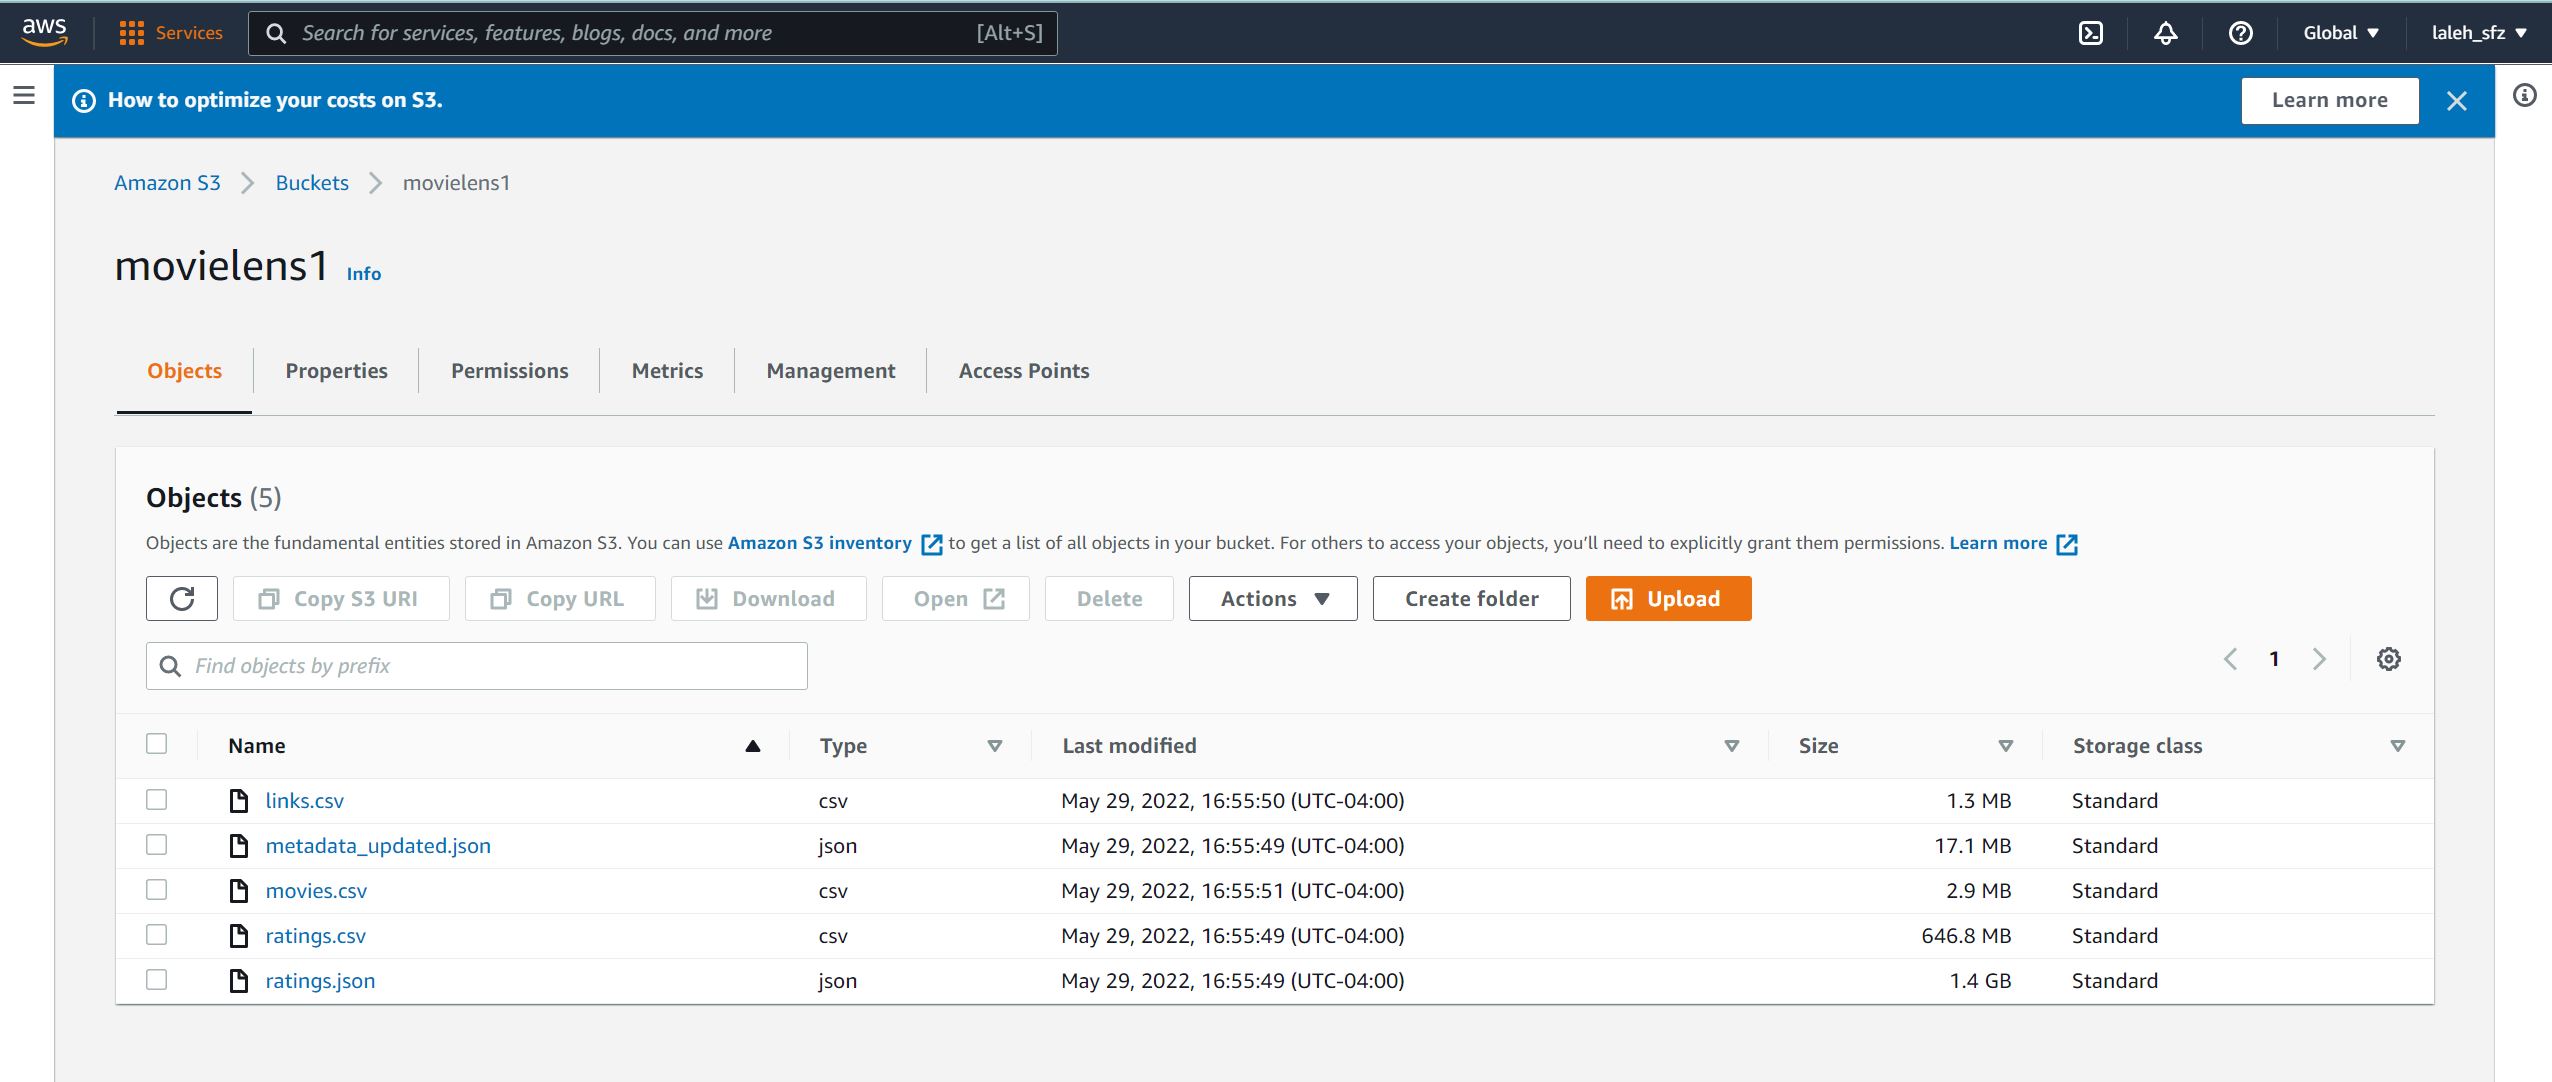 aws Services Search for services, features, blogs, docs, and more [Alt+S] Global laleh_sfz
How to optimize your costs on S3. Learn more
Amazon S3 Buckets movielens1
movielens1 Info
Objects Properties Permissions Metrics Management Access Points
Objects (5)
Objects are the fundamental entities stored in Amazon S3. You can use Amazon S3 inventory to get a list of all objects in your bucket. For others to access your objects, you'll need to explicitly grant them permissions. Learn more
Copy S3 URI Copy URL Download Open Delete Actions Create folder Upload
Find objects by prefix 1
Name Type Last modified Size Storage class
links.csv csv May 29, 2022, 16:55:50 (UTC-04:00) 1.3 MB Standard
metadata_updated.json json May 29, 2022, 16:55:49 (UTC-04:00) 17.1 MB Standard
movies.csv csv May 29, 2022, 16:55:51 (UTC-04:00) 2.9 MB Standard
ratings.csv csv May 29, 2022, 16:55:49 (UTC-04:00) 646.8 MB Standard
ratings.json json May 29, 2022, 16:55:49 (UTC-04:00) 1.4 GB Standard